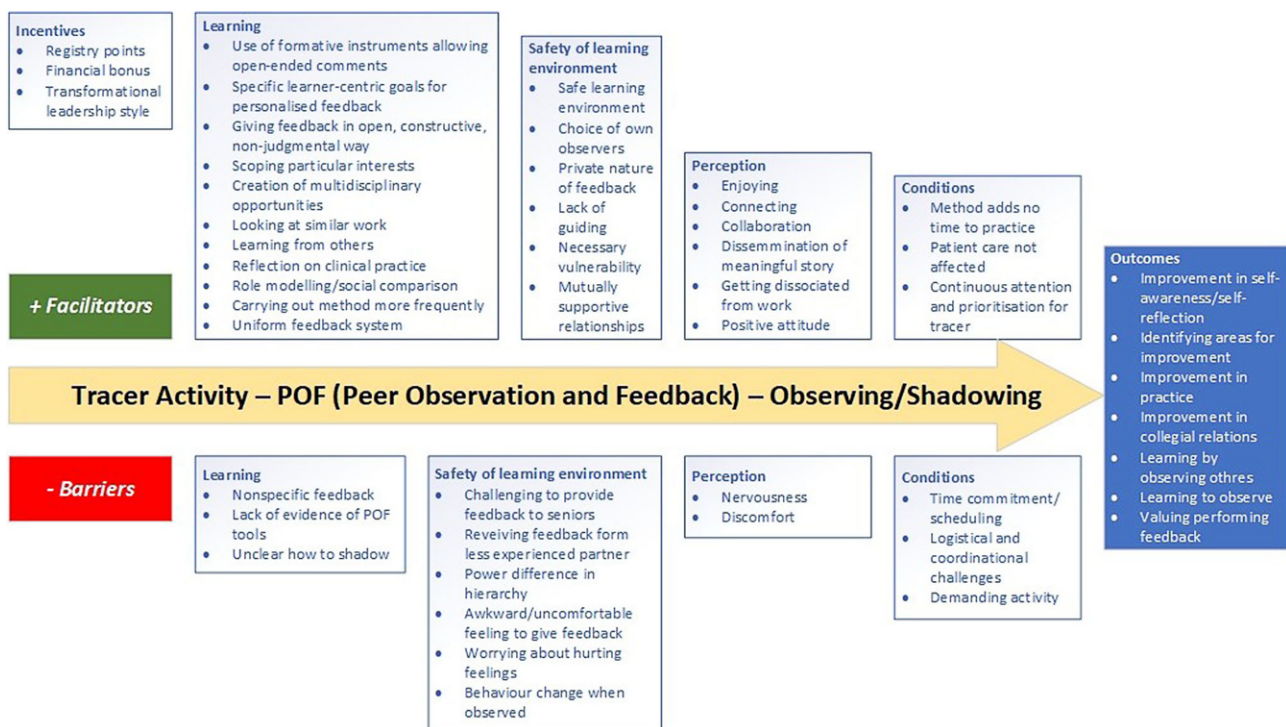 Incentives
• Registry points
• Financial bonus
• Transformational
leadership style
Learning
• Use of formative instruments allowing
open-ended comments
• Specific learner-centric goals for
personalised feedback
• Giving feedback in open, constructive,
non-judgmental way
• Scoping particular interests
• Creation of multidisciplinary
opportunities
• Looking at similar work
• Learning from others
• Reflection on clinical practice
• Role modelling/social comparison
• Carrying out method more frequently
• Uniform feedback system
Safety of learning
environment
• Safe learning
environment
• Choice of own
observers
• Private nature
of feedback
• Lack of
guiding
• Necessary
vulnerability
• Mutually
supportive
relationships
Perception
• Enjoying
• Connecting
• Collaboration
• Dissemmination of
meaningful story
• Getting dissociated
from work
• Positive attitude
Conditions
• Method adds no
time to practice
• Patient care not
affected
• Continuous attention
and prioritisation for
tracer
+ Facilitators
Tracer Activity – POF (Peer Observation and Feedback) – Observing/Shadowing
Outcomes
• Improvement in self-
awareness/self-
reflection
• Identifying areas for
improvement
• Improvement in
practice
• Improvement in
collegial relations
• Learning by
observing othres
• Learning to observe
• Valuing performing
feedback
- Barriers
Learning
• Nonspecific feedback
• Lack of evidence of POF
tools
• Unclear how to shadow
Safety of learning environment
• Challenging to provide
feedback to seniors
• Reveiving feedback form
less experienced partner
• Power difference in
hierarchy
• Awkward/uncomfortable
feeling to give feedback
• Worrying about hurting
feelings
• Behaviour change when
observed
Perception
• Nervousness
• Discomfort
Conditions
• Time commitment/
scheduling
• Logistical and
coordinational
challenges
• Demanding activity